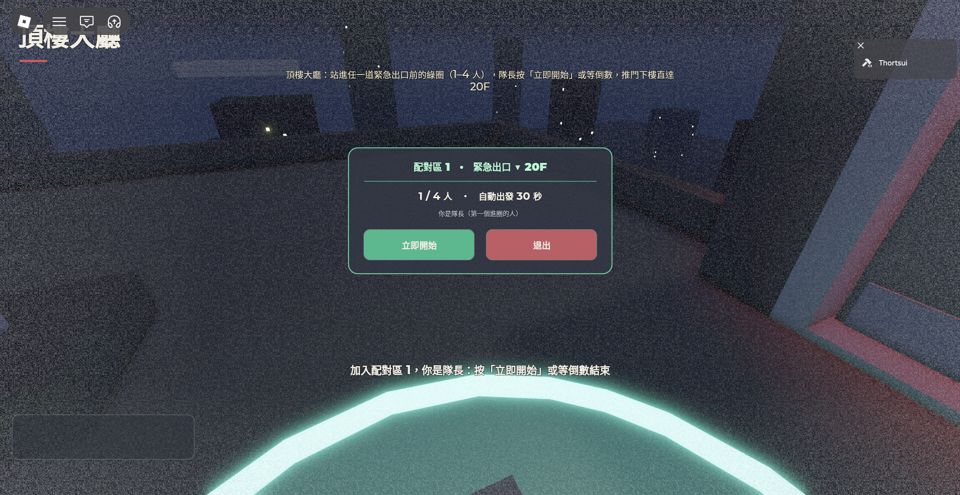 頂樓大廳
Thortsui
頂樓大廳：站進任一道緊急出口前的綠圈（1–4 人），隊長按「立即開始」或等倒數，推門下樓直達
20F
配對區 1 • 緊急出口 ▼ 20F
1 / 4 人 • 自動出發 30 秒
你是隊長（第一個進圈的人）
立即開始
退出
加入配對區 1，你是隊長：按「立即開始」或等倒數結束